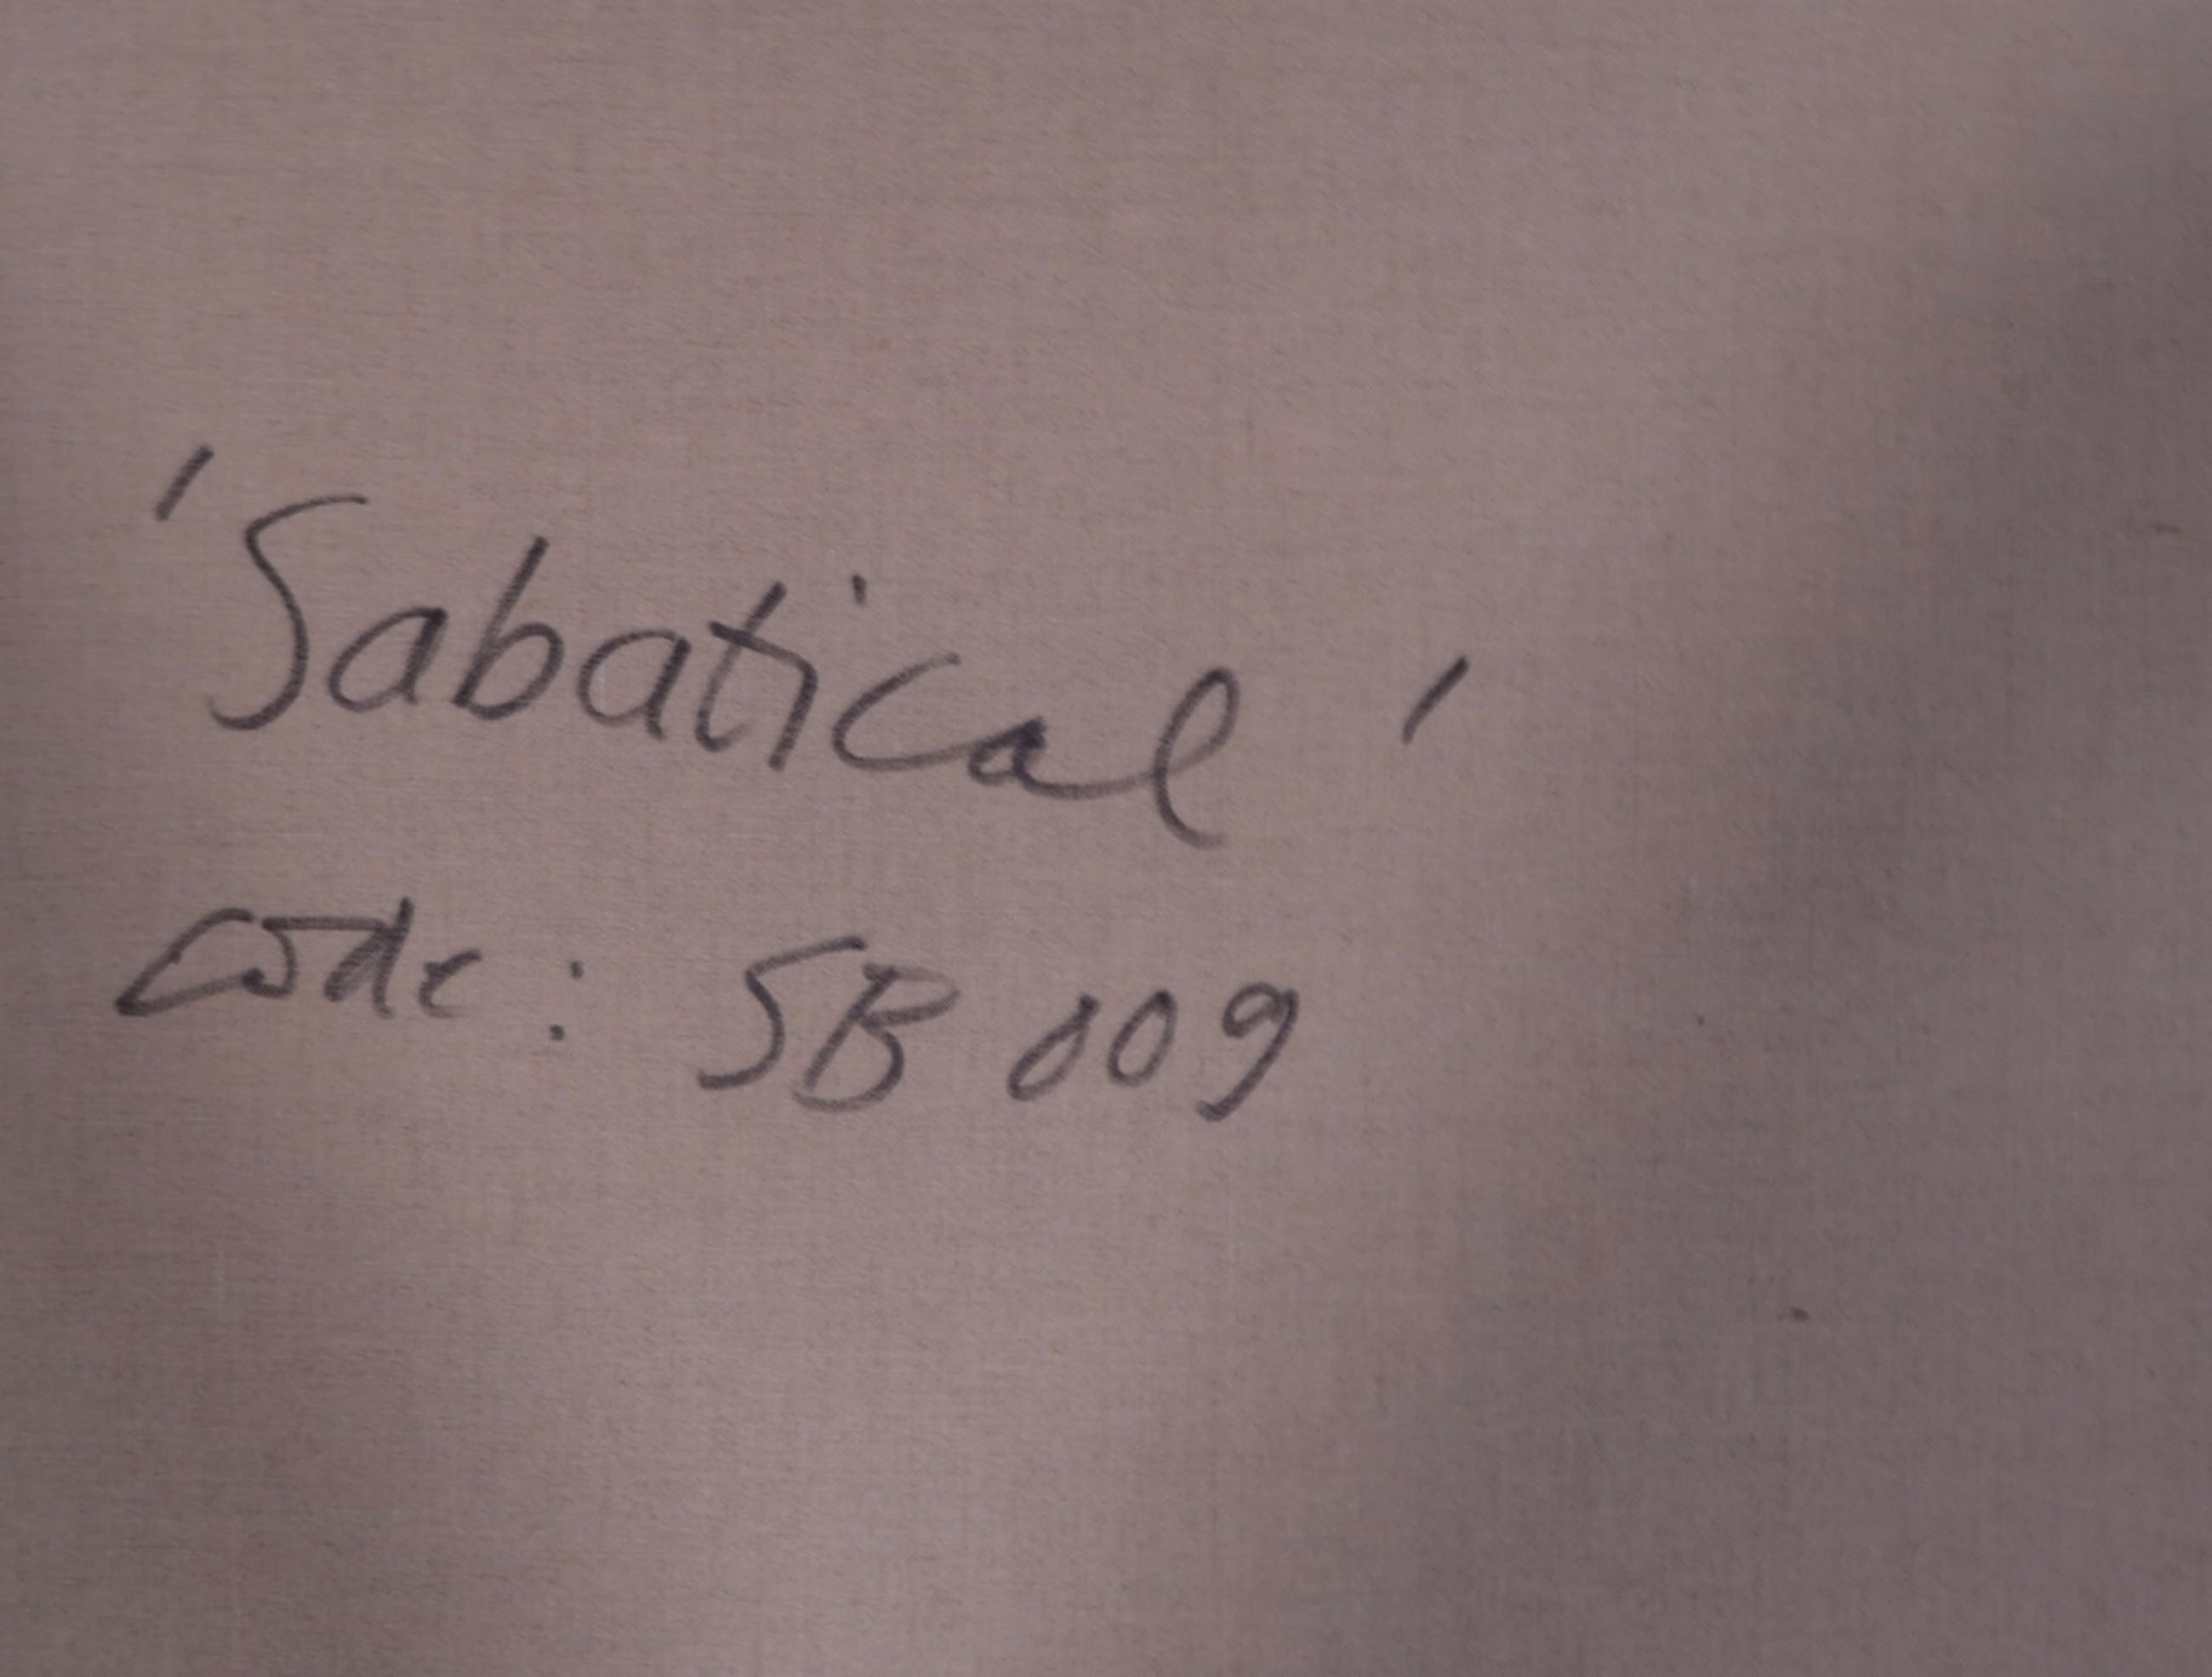 'Sabatical'
Code: SB 009